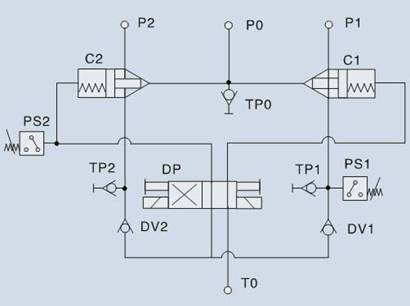 P2 P0 P1
C2 C1
TP0
PS2
TP2 DP TP1 PS1
DV2 DV1
T0